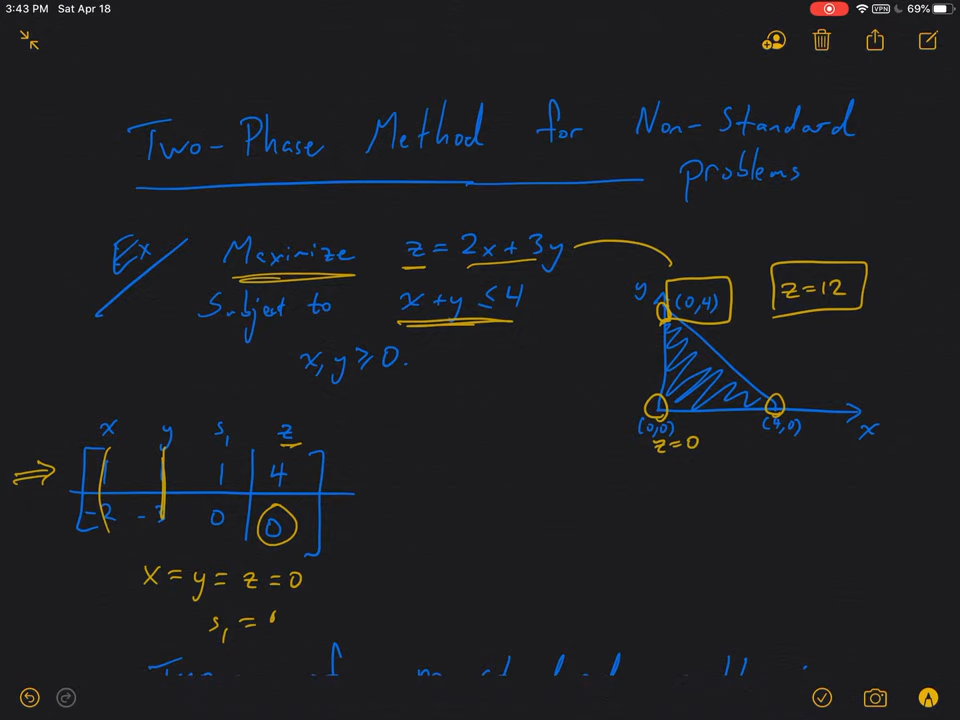 3:43 PM Sat Apr 18
VPN 69%
Two-Phase Method for Non-Standard
problems
Ex Maximize z = 2x + 3y
Subject to x + y ≤ 4
x, y ≥ 0.
y (0,4) z=12
(0,0) (4,0) x
z=0
x y s₁ z
1 1 4
-2 - 0 0
x = y = z = 0
s₁ =